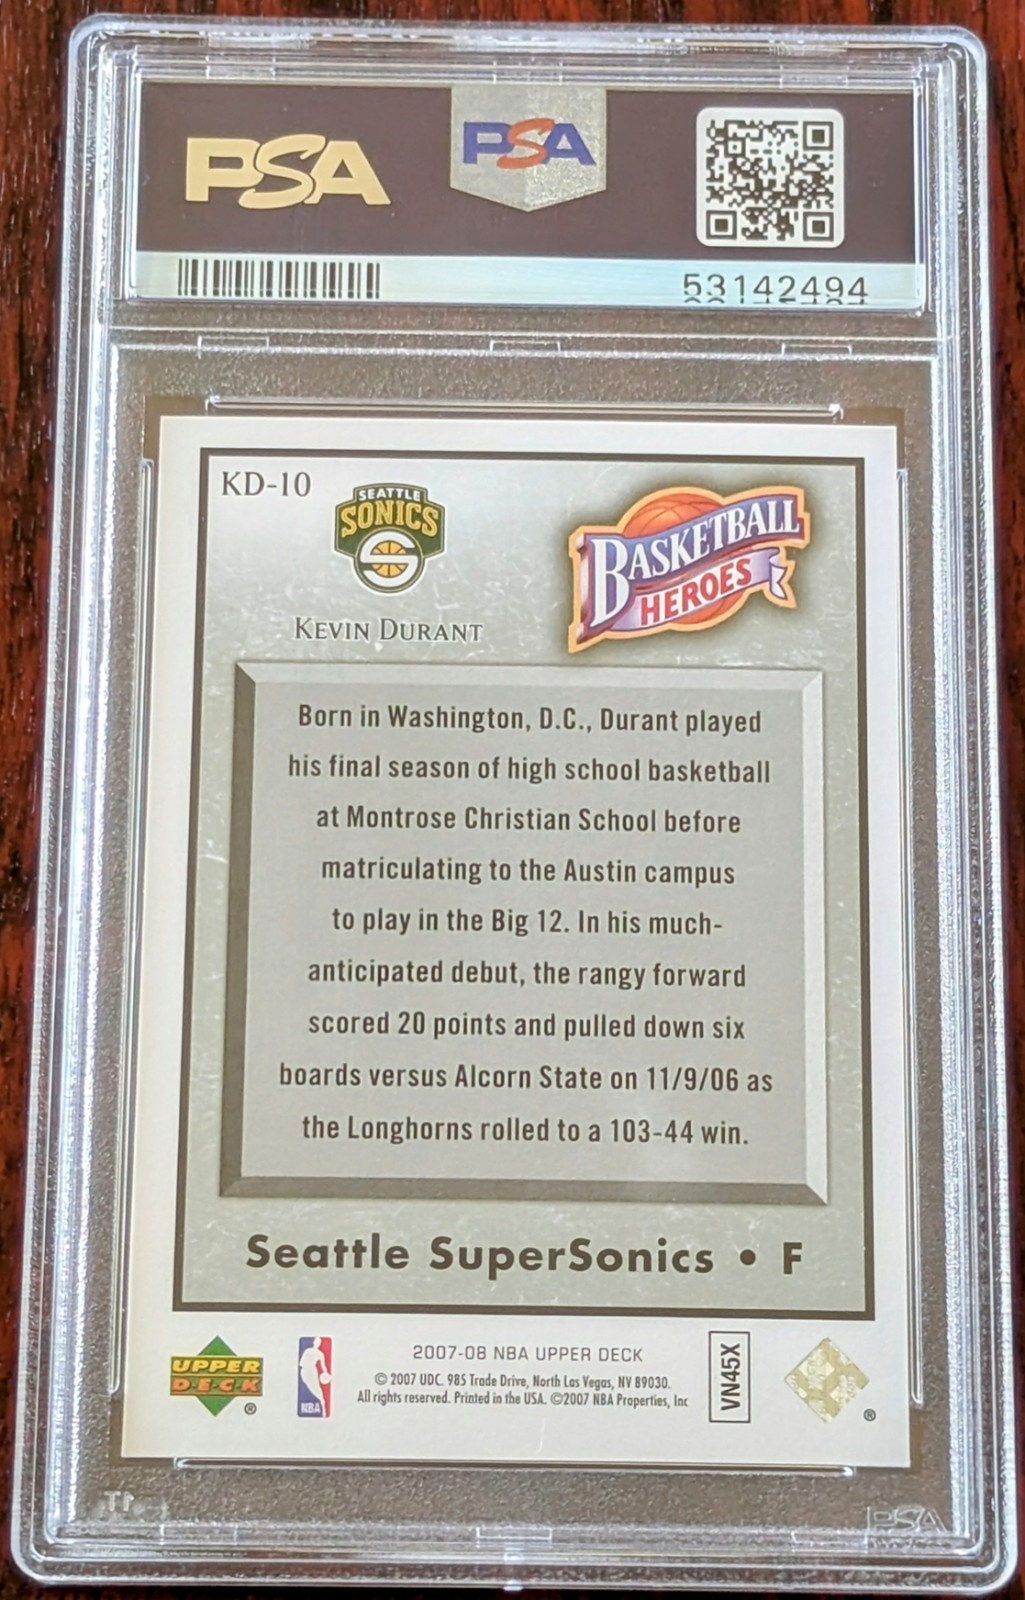 PSA PSA
53142494
KD-10
SEATTLE
SONICS
BASKETBALL
HEROES
KEVIN DURANT
Born in Washington, D.C., Durant played
his final season of high school basketball
at Montrose Christian School before
matriculating to the Austin campus
to play in the Big 12. In his much-
anticipated debut, the rangy forward
scored 20 points and pulled down six
boards versus Alcorn State on 11/9/06 as
the Longhorns rolled to a 103-44 win.
Seattle SuperSonics • F
UPPER
DECK
®
NBA
2007-08 NBA UPPER DECK
© 2007 UDC. 985 Trade Drive, North Las Vegas, NV 89030.
All rights reserved. Printed in the USA. ©2007 NBA Properties, Inc
VN45X
®
PSA